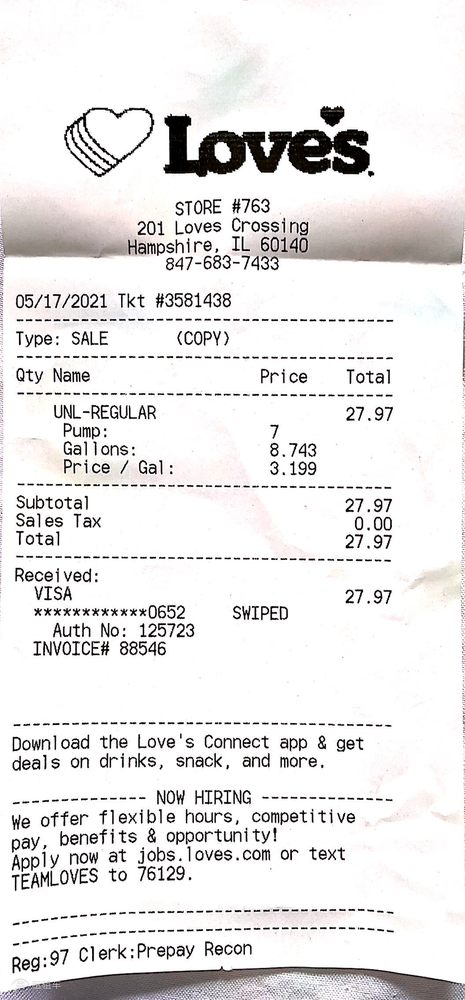 Love's
STORE #763
201 Loves Crossing
Hampshire, IL 60140
847-683-7433
05/17/2021 Tkt #3581438
----------------------------------------
Type: SALE (COPY)
----------------------------------------
Qty Name Price Total
----------------------------------------
UNL-REGULAR 27.97
Pump: 7
Gallons: 8.743
Price / Gal: 3.199
----------------------------------------
Subtotal 27.97
Sales Tax 0.00
Total 27.97
----------------------------------------
Received:
VISA 27.97
************0652 SWIPED
Auth No: 125723
INVOICE# 88546
----------------------------------------
Download the Love's Connect app & get
deals on drinks, snack, and more.
-------------- NOW HIRING --------------
We offer flexible hours, competitive
pay, benefits & opportunity!
Apply now at jobs.loves.com or text
TEAMLOVES to 76129.
----------------------------------------
----------------------------------------
Reg:97 Clerk:Prepay Recon